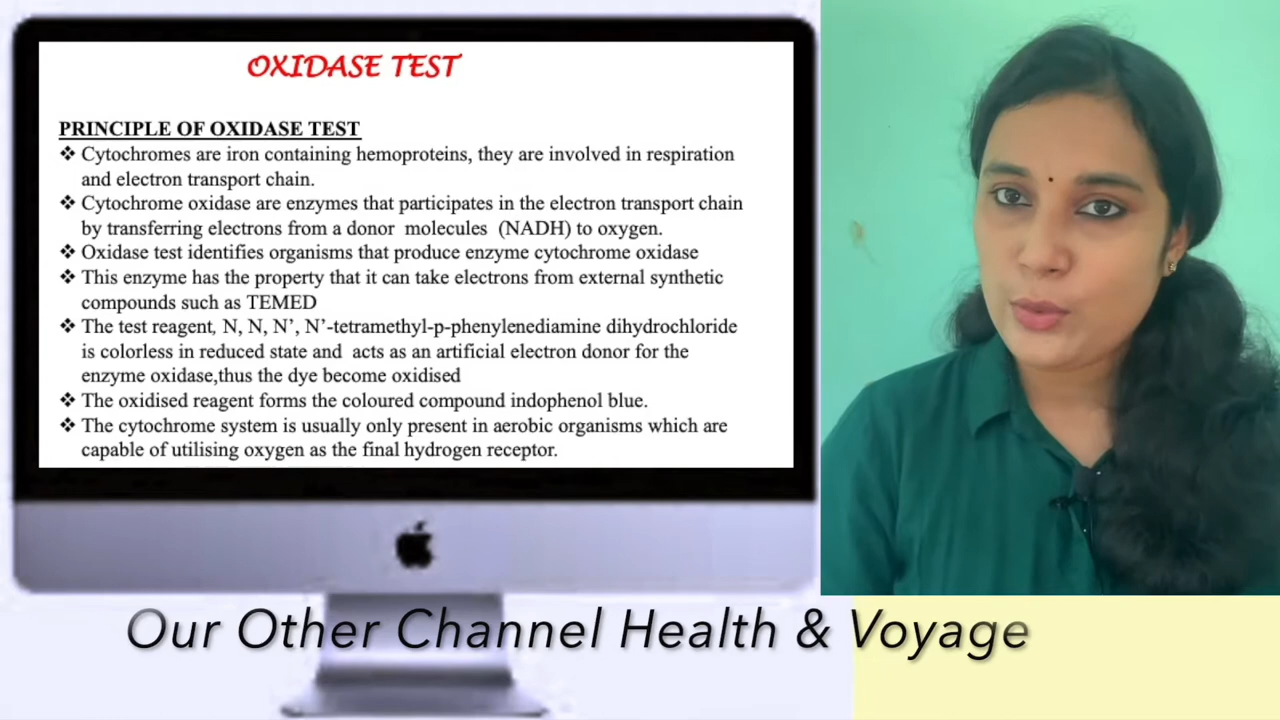 OXIDASE TEST
PRINCIPLE OF OXIDASE TEST
❖ Cytochromes are iron containing hemoproteins, they are involved in respiration
and electron transport chain.
❖ Cytochrome oxidase are enzymes that participates in the electron transport chain
by transferring electrons from a donor molecules (NADH) to oxygen.
❖ Oxidase test identifies organisms that produce enzyme cytochrome oxidase
❖ This enzyme has the property that it can take electrons from external synthetic
compounds such as TEMED
❖ The test reagent, N, N, N’, N’-tetramethyl-p-phenylenediamine dihydrochloride
is colorless in reduced state and acts as an artificial electron donor for the
enzyme oxidase,thus the dye become oxidised
❖ The oxidised reagent forms the coloured compound indophenol blue.
❖ The cytochrome system is usually only present in aerobic organisms which are
capable of utilising oxygen as the final hydrogen receptor.
Our Other Channel Health & Voyage